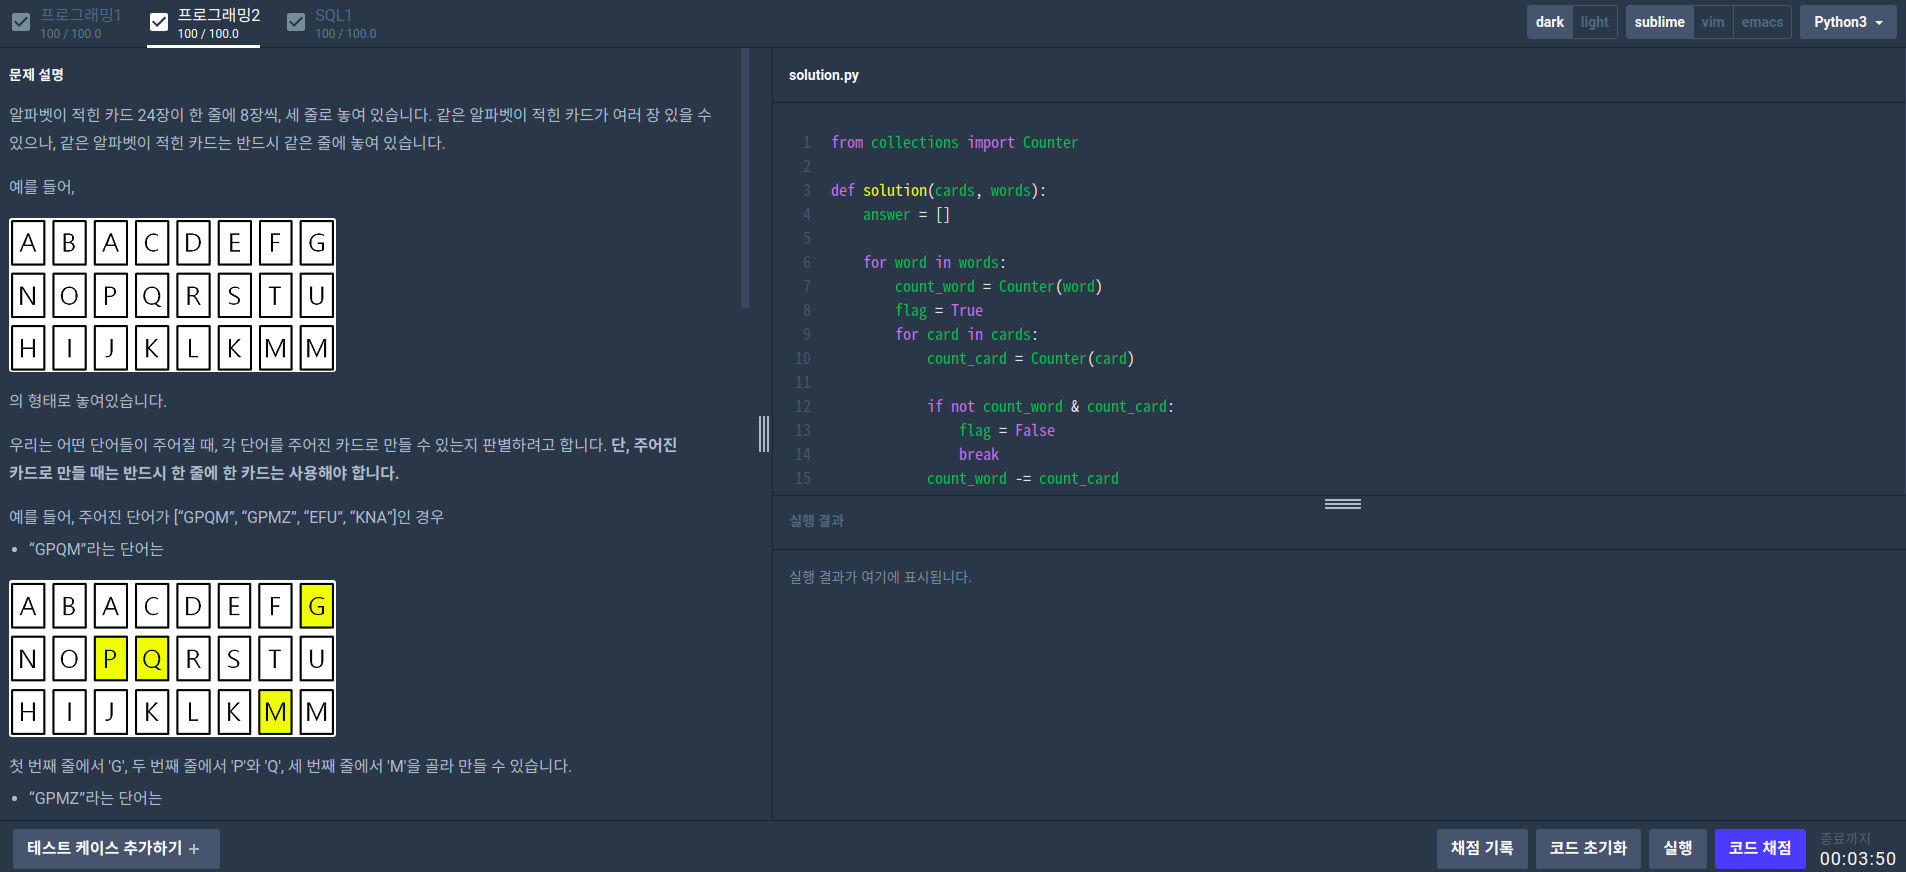 프로그래밍1
100 / 100.0
프로그래밍2
100 / 100.0
SQL1
100 / 100.0
dark light
sublime vim emacs
Python3
문제 설명
알파벳이 적힌 카드 24장이 한 줄에 8장씩, 세 줄로 놓여 있습니다. 같은 알파벳이 적힌 카드가 여러 장 있을 수
있으나, 같은 알파벳이 적힌 카드는 반드시 같은 줄에 놓여 있습니다.
예를 들어,
A B A C D E F G
N O P Q R S T U
H I J K L K M M
의 형태로 놓여있습니다.
우리는 어떤 단어들이 주어질 때, 각 단어를 주어진 카드로 만들 수 있는지 판별하려고 합니다. 단, 주어진
카드로 만들 때는 반드시 한 줄에 한 카드는 사용해야 합니다.
예를 들어, 주어진 단어가 [“GPQM”, “GPMZ”, “EFU”, “KNA”]인 경우
• “GPQM”라는 단어는
A B A C D E F G
N O P Q R S T U
H I J K L K M M
첫 번째 줄에서 'G', 두 번째 줄에서 'P'와 'Q', 세 번째 줄에서 'M'을 골라 만들 수 있습니다.
• “GPMZ”라는 단어는
solution.py
1 from collections import Counter
2
3 def solution(cards, words):
4     answer = []
5
6     for word in words:
7         count_word = Counter(word)
8         flag = True
9         for card in cards:
10             count_card = Counter(card)
11
12             if not count_word & count_card:
13                 flag = False
14                 break
15             count_word -= count_card
실행 결과
실행 결과가 여기에 표시됩니다.
테스트 케이스 추가하기 +
채점 기록
코드 초기화
실행
코드 채점
종료까지
00:03:50